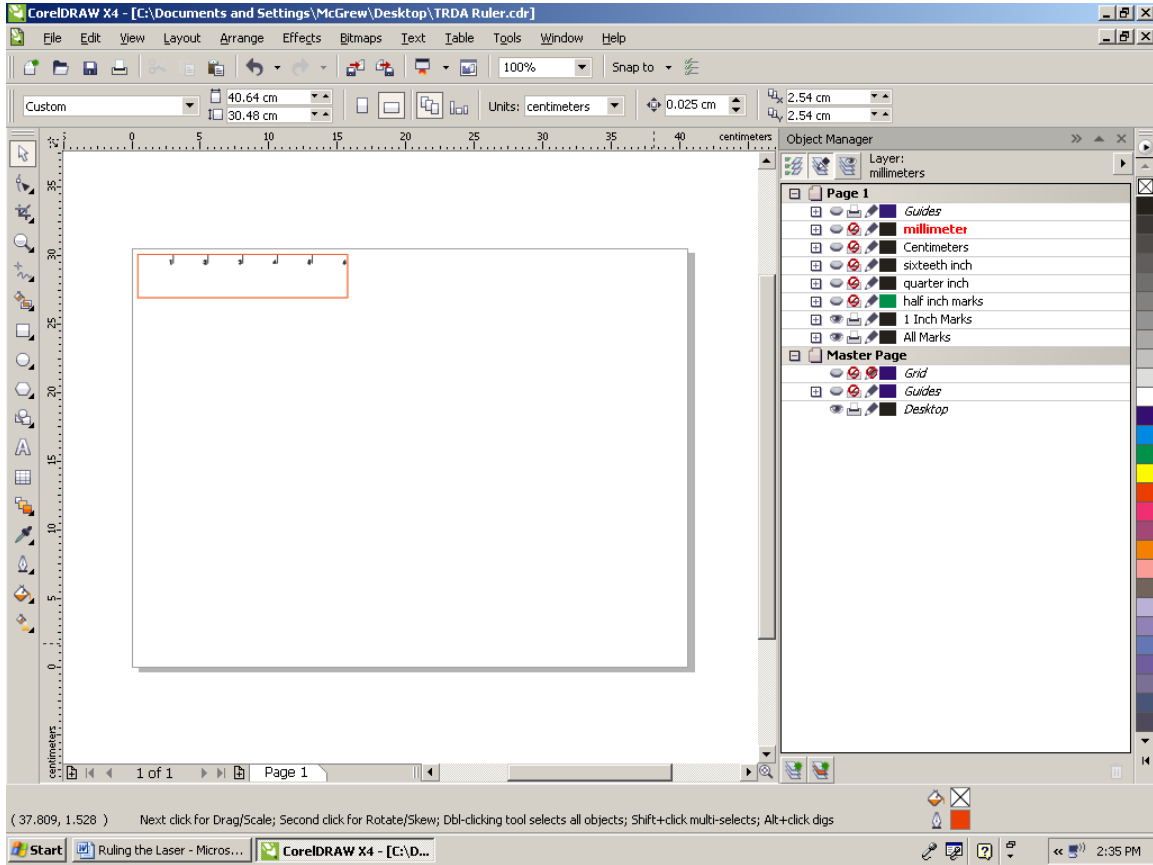 CorelDRAW X4 - [C:\Documents and Settings\McGrew\Desktop\TRDA Ruler.cdr]
File Edit View Layout Arrange Effects Bitmaps Text Table Tools Window Help
100% Snap to
Custom 40.64 cm 30.48 cm Units: centimeters 0.025 cm 2.54 cm 2.54 cm
0 5 10 15 20 25 30 35 40 centimeters
35
30
25
20
15
10
5
0
centimeters
1 2 3 4 5 6
Object Manager
Layer:
millimeters
Page 1
Guides
millimeter
Centimeters
sixteeth inch
quarter inch
half inch marks
1 Inch Marks
All Marks
Master Page
Grid
Guides
Desktop
1 of 1 Page 1
(37.809, 1.528 ) Next click for Drag/Scale; Second click for Rotate/Skew; Dbl-clicking tool selects all objects; Shift+click multi-selects; Alt+click digs
Start Ruling the Laser - Micros... CorelDRAW X4 - [C:\D... 2:35 PM